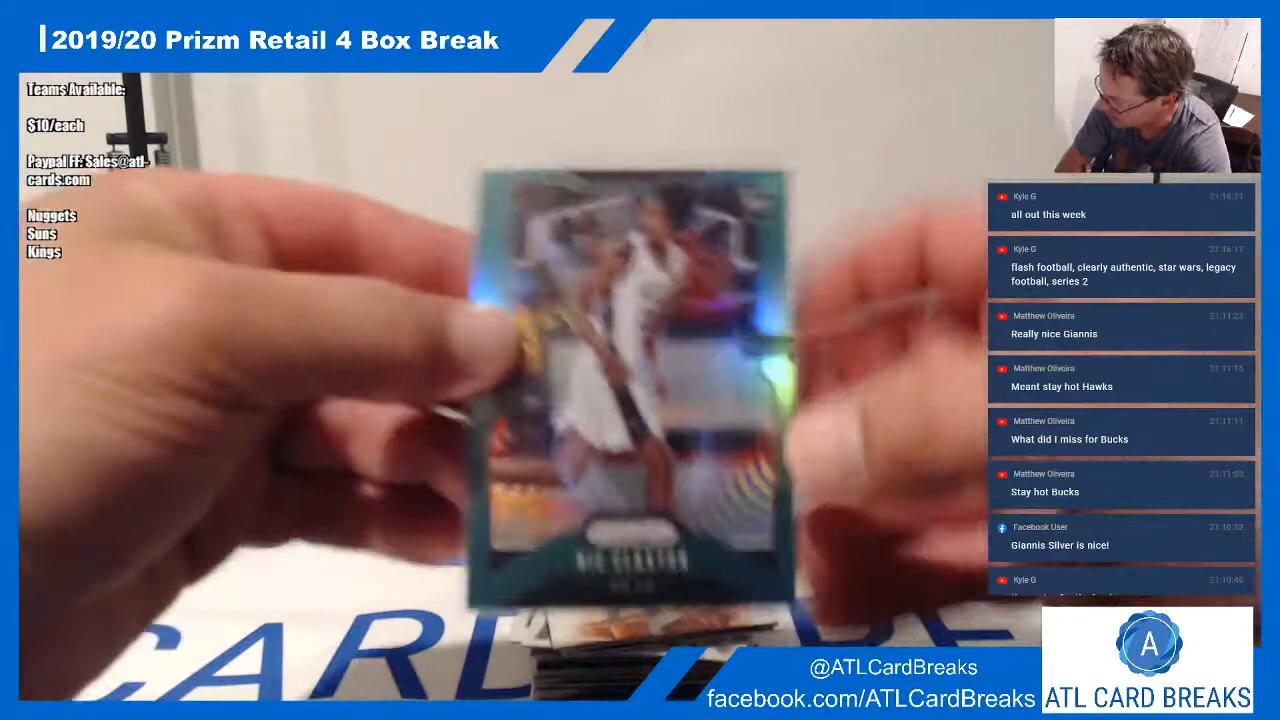 2019/20 Prizm Retail 4 Box Break
Teams Available:
$10/each
Paypal FF: Sales@atl-
cards.com
Nuggets
Suns
Kings
Kyle G 21:16:21
all out this week
Kyle G 21:16:17
flash football, clearly authentic, star wars, legacy
football, series 2
Matthew Oliveira 21:11:23
Really nice Giannis
Matthew Oliveira 21:11:15
Meant stay hot Hawks
Matthew Oliveira 21:11:11
What did I miss for Bucks
Matthew Oliveira 21:11:03
Stay hot Bucks
Facebook User 21:10:52
Giannis Silver is nice!
Kyle G 21:10:46
CARD
@ATLCardBreaks
facebook.com/ATLCardBreaks
A
ATL CARD BREAKS